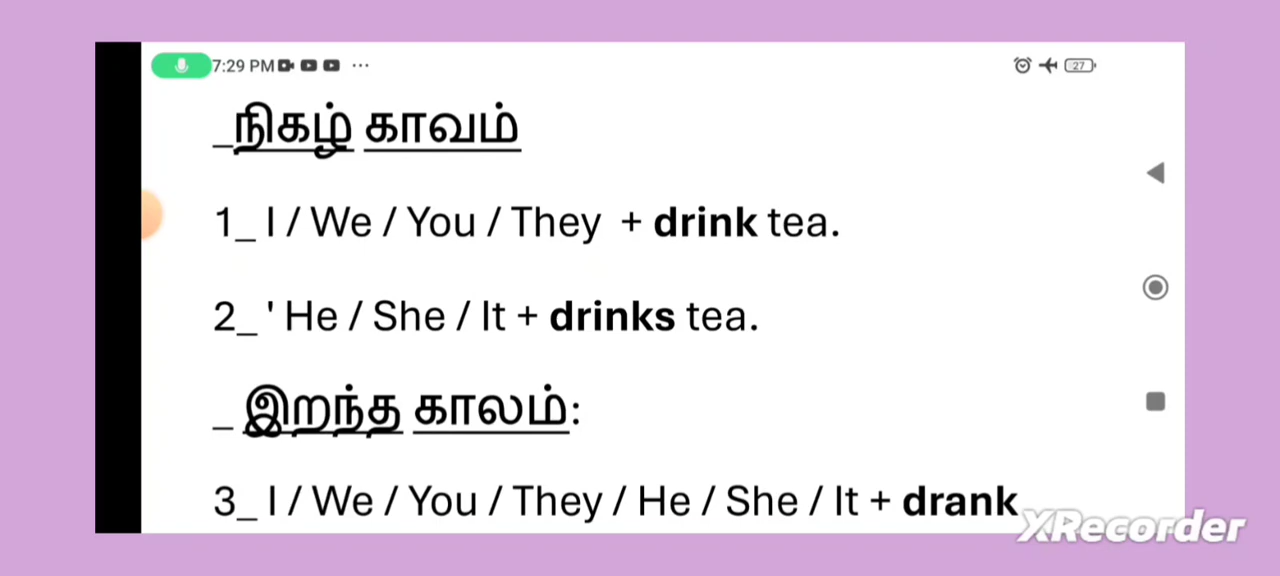 7:29 PM ···
27
_நிகழ் காவம்
1_ I / We / You / They + drink tea.
2_ ' He / She / It + drinks tea.
_ இறந்த காலம்:
3_ I / We / You / They / He / She / It + drank
XRecorder